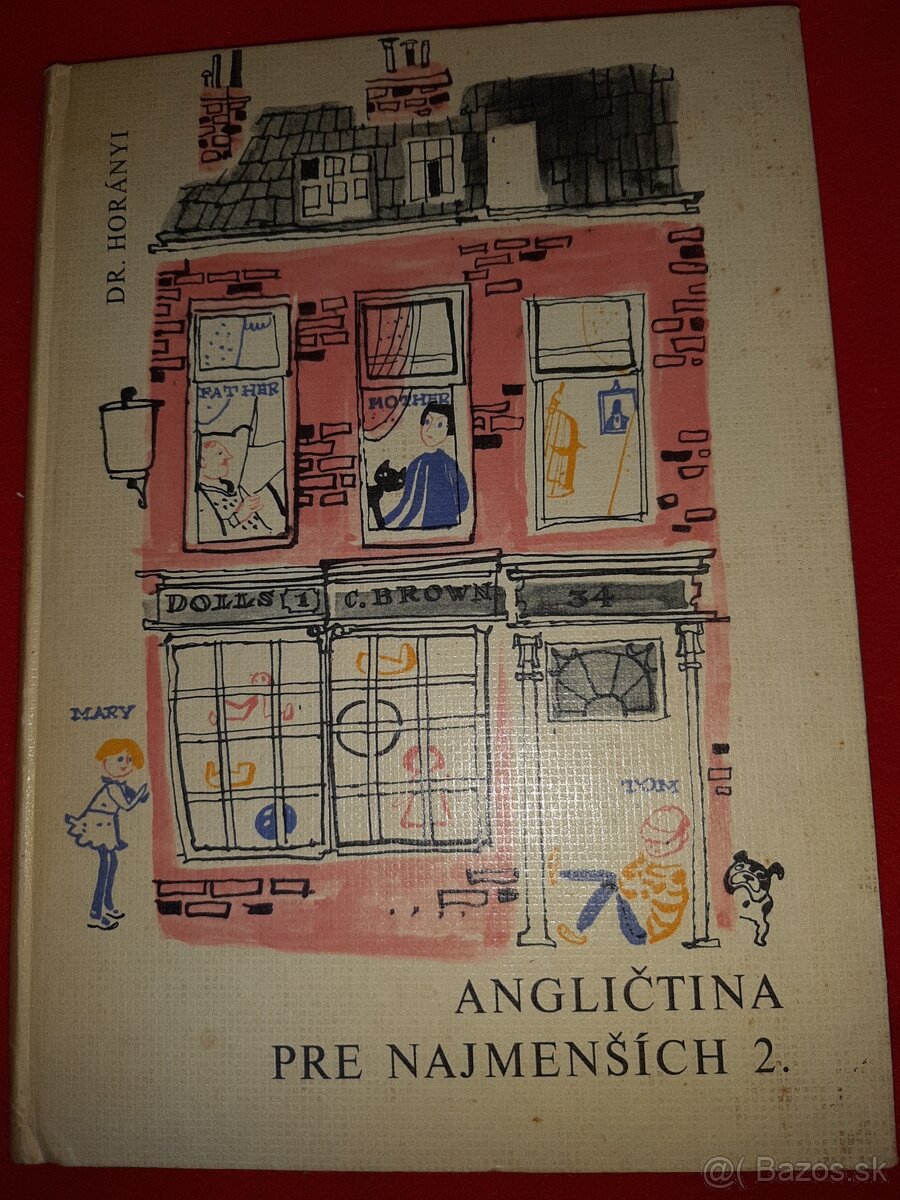 DR. HORÁNYI
FATHER
MOTHER
DOLLS [1] C. BROWN 34
MARY
TOM
ANGLIČTINA
PRE NAJMENŠÍCH 2.
@( Bazos.sk